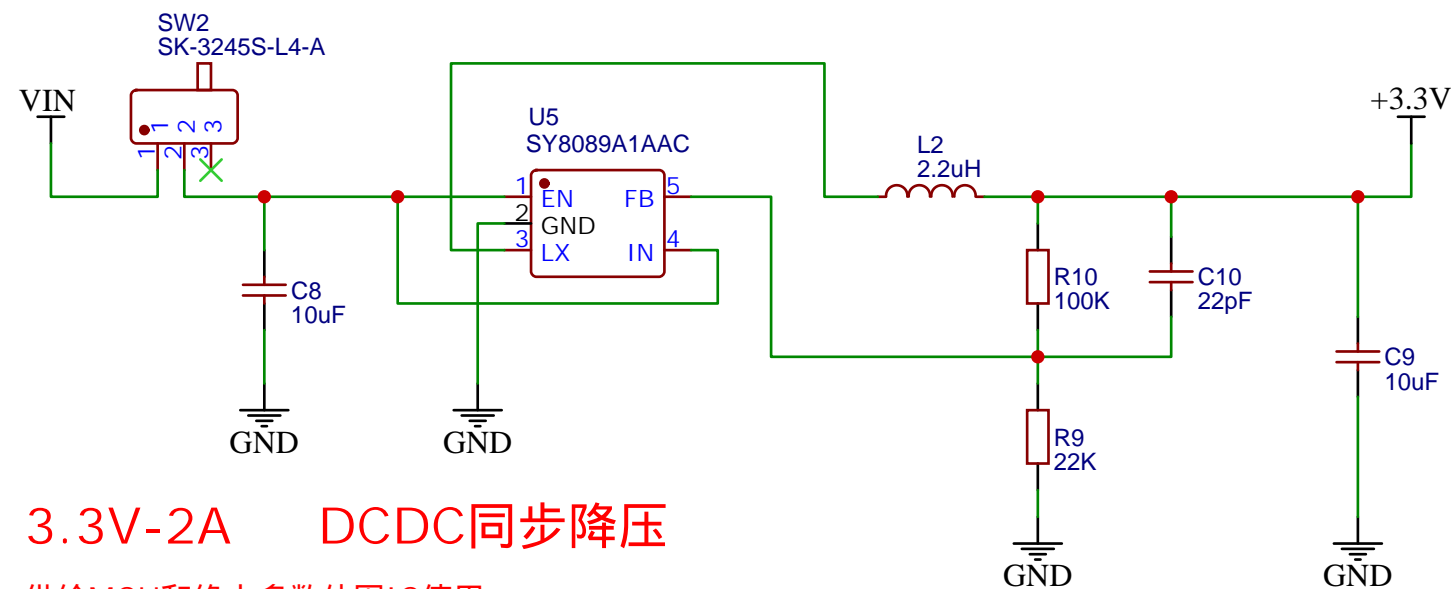 SW2
SK-3245S-L4-A
VIN
1 2 3
1 2 3
U5
SY8089A1AAC
1 EN
2 GND
3 LX
FB 5
IN 4
L2
2.2uH
+3.3V
C8
10uF
R10
100K
C10
22pF
C9
10uF
R9
22K
GND
GND
GND
GND
3.3V-2A DCDC同步降压